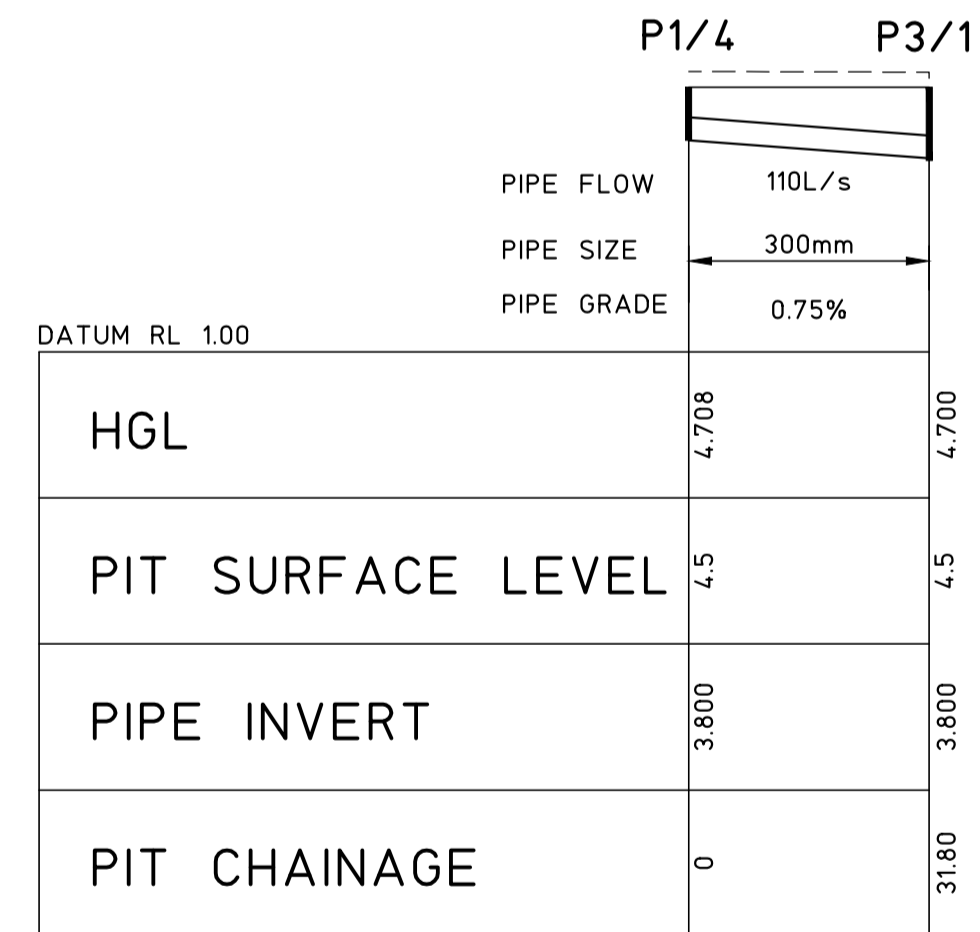 P1/4 P3/1
PIPE FLOW 110L/s
PIPE SIZE 300mm
PIPE GRADE 0.75%
DATUM RL 1.00
HGL 4.708 4.700
PIT SURFACE LEVEL 4.5 4.5
PIPE INVERT 3.800 3.800
PIT CHAINAGE 0 31.80